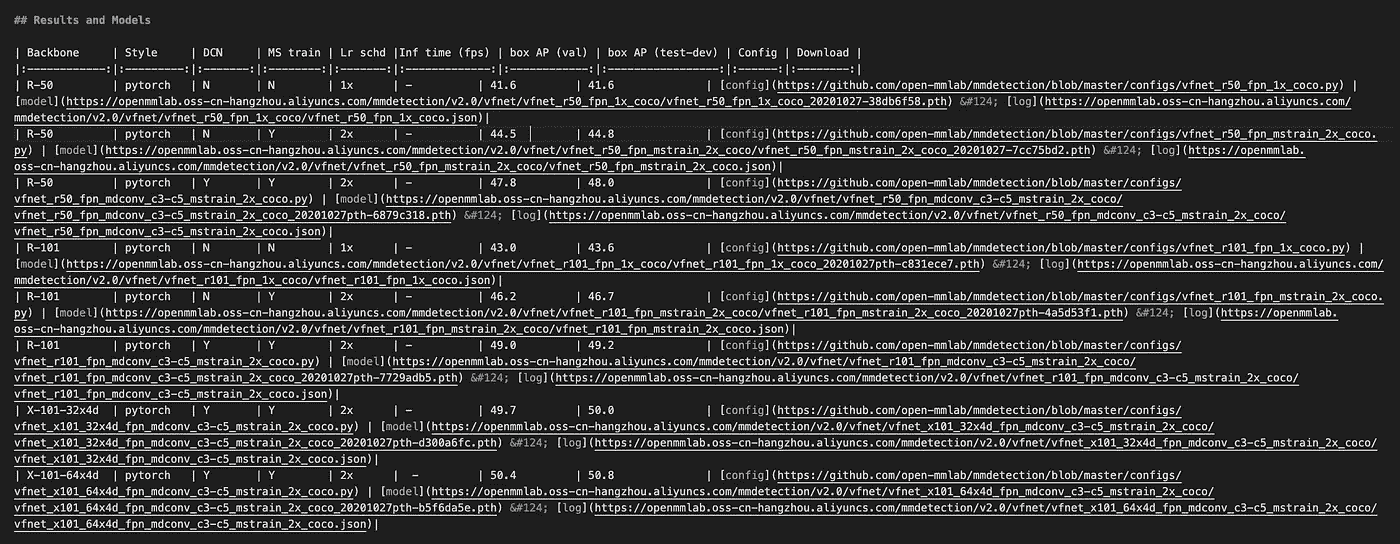 ## Results and Models
| Backbone     | Style     | DCN     | MS train | Lr schd |Inf time (fps) | box AP (val) | box AP (test-dev) | Config | Download |
|:------------:|:---------:|:-------:|:--------:|:-------:|:-------------:|:------------:|:-----------------:|:------:|:--------:|
| R-50         | pytorch   | N       | N        | 1x      | -             | 41.6         | 41.6              | [config](https://github.com/open-mmlab/mmdetection/blob/master/configs/vfnet_r50_fpn_1x_coco.py) |
[model](https://openmmlab.oss-cn-hangzhou.aliyuncs.com/mmdetection/v2.0/vfnet/vfnet_r50_fpn_1x_coco/vfnet_r50_fpn_1x_coco_20201027-38db6f58.pth) &#124; [log](https://openmmlab.oss-cn-hangzhou.aliyuncs.com/
mmdetection/v2.0/vfnet/vfnet_r50_fpn_1x_coco/vfnet_r50_fpn_1x_coco.json)|
| R-50         | pytorch   | N       | Y        | 2x      | -             | 44.5         | 44.8              | [config](https://github.com/open-mmlab/mmdetection/blob/master/configs/vfnet_r50_fpn_mstrain_2x_coco.
py) | [model](https://openmmlab.oss-cn-hangzhou.aliyuncs.com/mmdetection/v2.0/vfnet/vfnet_r50_fpn_mstrain_2x_coco/vfnet_r50_fpn_mstrain_2x_coco_20201027-7cc75bd2.pth) &#124; [log](https://openmmlab.
oss-cn-hangzhou.aliyuncs.com/mmdetection/v2.0/vfnet/vfnet_r50_fpn_mstrain_2x_coco/vfnet_r50_fpn_mstrain_2x_coco.json)|
| R-50         | pytorch   | Y       | Y        | 2x      | -             | 47.8         | 48.0              | [config](https://github.com/open-mmlab/mmdetection/blob/master/configs/
vfnet_r50_fpn_mdconv_c3-c5_mstrain_2x_coco.py) | [model](https://openmmlab.oss-cn-hangzhou.aliyuncs.com/mmdetection/v2.0/vfnet/vfnet_r50_fpn_mdconv_c3-c5_mstrain_2x_coco/
vfnet_r50_fpn_mdconv_c3-c5_mstrain_2x_coco_20201027pth-6879c318.pth) &#124; [log](https://openmmlab.oss-cn-hangzhou.aliyuncs.com/mmdetection/v2.0/vfnet/vfnet_r50_fpn_mdconv_c3-c5_mstrain_2x_coco/
vfnet_r50_fpn_mdconv_c3-c5_mstrain_2x_coco.json)|
| R-101        | pytorch   | N       | N        | 1x      | -             | 43.0         | 43.6              | [config](https://github.com/open-mmlab/mmdetection/blob/master/configs/vfnet_r101_fpn_1x_coco.py) |
[model](https://openmmlab.oss-cn-hangzhou.aliyuncs.com/mmdetection/v2.0/vfnet/vfnet_r101_fpn_1x_coco/vfnet_r101_fpn_1x_coco_20201027pth-c831ece7.pth) &#124; [log](https://openmmlab.oss-cn-hangzhou.aliyuncs.com/
mmdetection/v2.0/vfnet/vfnet_r101_fpn_1x_coco/vfnet_r101_fpn_1x_coco.json)|
| R-101        | pytorch   | N       | Y        | 2x      | -             | 46.2         | 46.7              | [config](https://github.com/open-mmlab/mmdetection/blob/master/configs/vfnet_r101_fpn_mstrain_2x_coco.
py) | [model](https://openmmlab.oss-cn-hangzhou.aliyuncs.com/mmdetection/v2.0/vfnet/vfnet_r101_fpn_mstrain_2x_coco/vfnet_r101_fpn_mstrain_2x_coco_20201027pth-4a5d53f1.pth) &#124; [log](https://openmmlab.
oss-cn-hangzhou.aliyuncs.com/mmdetection/v2.0/vfnet/vfnet_r101_fpn_mstrain_2x_coco/vfnet_r101_fpn_mstrain_2x_coco.json)|
| R-101        | pytorch   | Y       | Y        | 2x      | -             | 49.0         | 49.2              | [config](https://github.com/open-mmlab/mmdetection/blob/master/configs/
vfnet_r101_fpn_mdconv_c3-c5_mstrain_2x_coco.py) | [model](https://openmmlab.oss-cn-hangzhou.aliyuncs.com/mmdetection/v2.0/vfnet/vfnet_r101_fpn_mdconv_c3-c5_mstrain_2x_coco/
vfnet_r101_fpn_mdconv_c3-c5_mstrain_2x_coco_20201027pth-7729adb5.pth) &#124; [log](https://openmmlab.oss-cn-hangzhou.aliyuncs.com/mmdetection/v2.0/vfnet/vfnet_r101_fpn_mdconv_c3-c5_mstrain_2x_coco/
vfnet_r101_fpn_mdconv_c3-c5_mstrain_2x_coco.json)|
| X-101-32x4d  | pytorch   | Y       | Y        | 2x      | -             | 49.7         | 50.0              | [config](https://github.com/open-mmlab/mmdetection/blob/master/configs/
vfnet_x101_32x4d_fpn_mdconv_c3-c5_mstrain_2x_coco.py) | [model](https://openmmlab.oss-cn-hangzhou.aliyuncs.com/mmdetection/v2.0/vfnet/vfnet_x101_32x4d_fpn_mdconv_c3-c5_mstrain_2x_coco/
vfnet_x101_32x4d_fpn_mdconv_c3-c5_mstrain_2x_coco_20201027pth-d300a6fc.pth) &#124; [log](https://openmmlab.oss-cn-hangzhou.aliyuncs.com/mmdetection/v2.0/vfnet/vfnet_x101_32x4d_fpn_mdconv_c3-c5_mstrain_2x_coco/
vfnet_x101_32x4d_fpn_mdconv_c3-c5_mstrain_2x_coco.json)|
| X-101-64x4d  | pytorch   | Y       | Y        | 2x      |  -            | 50.4         | 50.8              | [config](https://github.com/open-mmlab/mmdetection/blob/master/configs/
vfnet_x101_64x4d_fpn_mdconv_c3-c5_mstrain_2x_coco.py) | [model](https://openmmlab.oss-cn-hangzhou.aliyuncs.com/mmdetection/v2.0/vfnet/vfnet_x101_64x4d_fpn_mdconv_c3-c5_mstrain_2x_coco/
vfnet_x101_64x4d_fpn_mdconv_c3-c5_mstrain_2x_coco_20201027pth-b5f6da5e.pth) &#124; [log](https://openmmlab.oss-cn-hangzhou.aliyuncs.com/mmdetection/v2.0/vfnet/vfnet_x101_64x4d_fpn_mdconv_c3-c5_mstrain_2x_coco/
vfnet_x101_64x4d_fpn_mdconv_c3-c5_mstrain_2x_coco.json)|